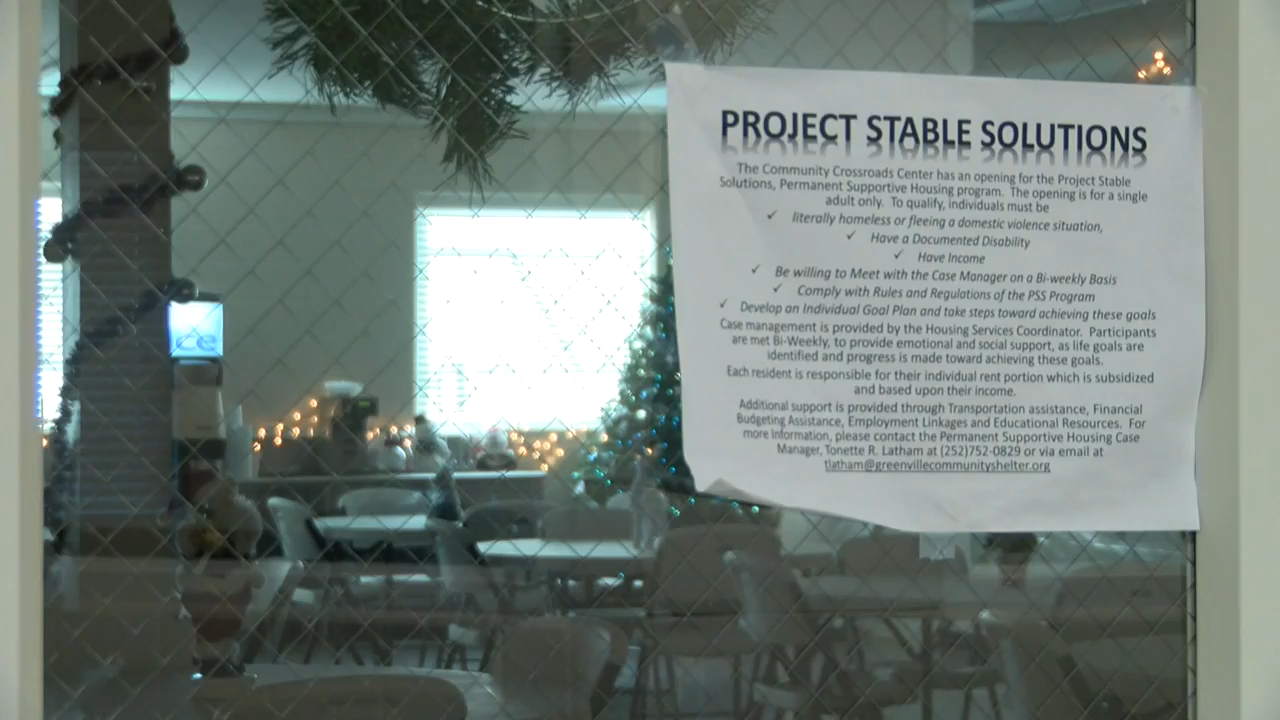 ce
PROJECT STABLE SOLUTIONS
The Community Crossroads Center has an opening for the Project Stable
Solutions, Permanent Supportive Housing program. The opening is for a single
adult only. To qualify, individuals must be
✓ literally homeless or fleeing a domestic violence situation,
✓ Have a Documented Disability
✓ Have Income
✓ Be willing to Meet with the Case Manager on a Bi-weekly Basis
✓ Comply with Rules and Regulations of the PSS Program
✓ Develop an Individual Goal Plan and take steps toward achieving these goals
Case management is provided by the Housing Services Coordinator. Participants
are met Bi-Weekly, to provide emotional and social support, as life goals are
identified and progress is made toward achieving these goals.
Each resident is responsible for their individual rent portion which is subsidized
and based upon their income.
Additional support is provided through Transportation assistance, Financial
Budgeting Assistance, Employment Linkages and Educational Resources. For
more information, please contact the Permanent Supportive Housing Case
Manager, Tonette R. Latham at (252)752-0829 or via email at
tlatham@greenvillecommunityshelter.org